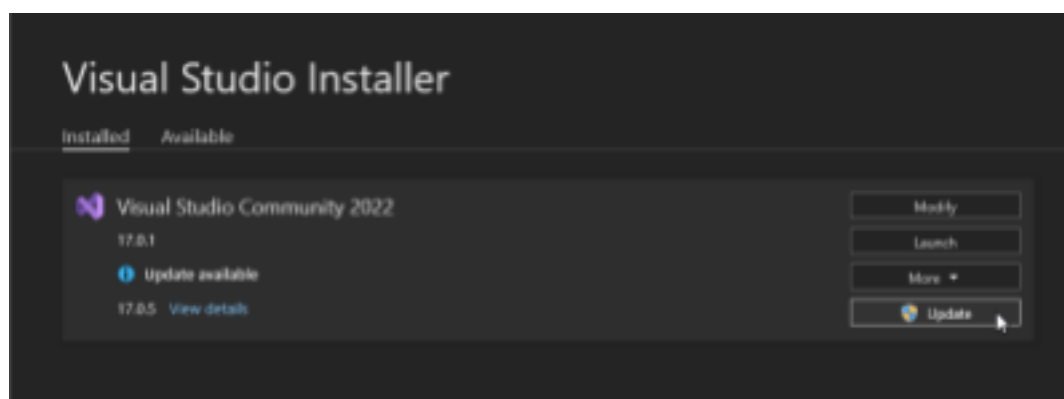 Visual Studio Installer
Installed Available
Visual Studio Community 2022
Modify
17.0.1
Launch
Update available
More
17.0.5 View details
Update